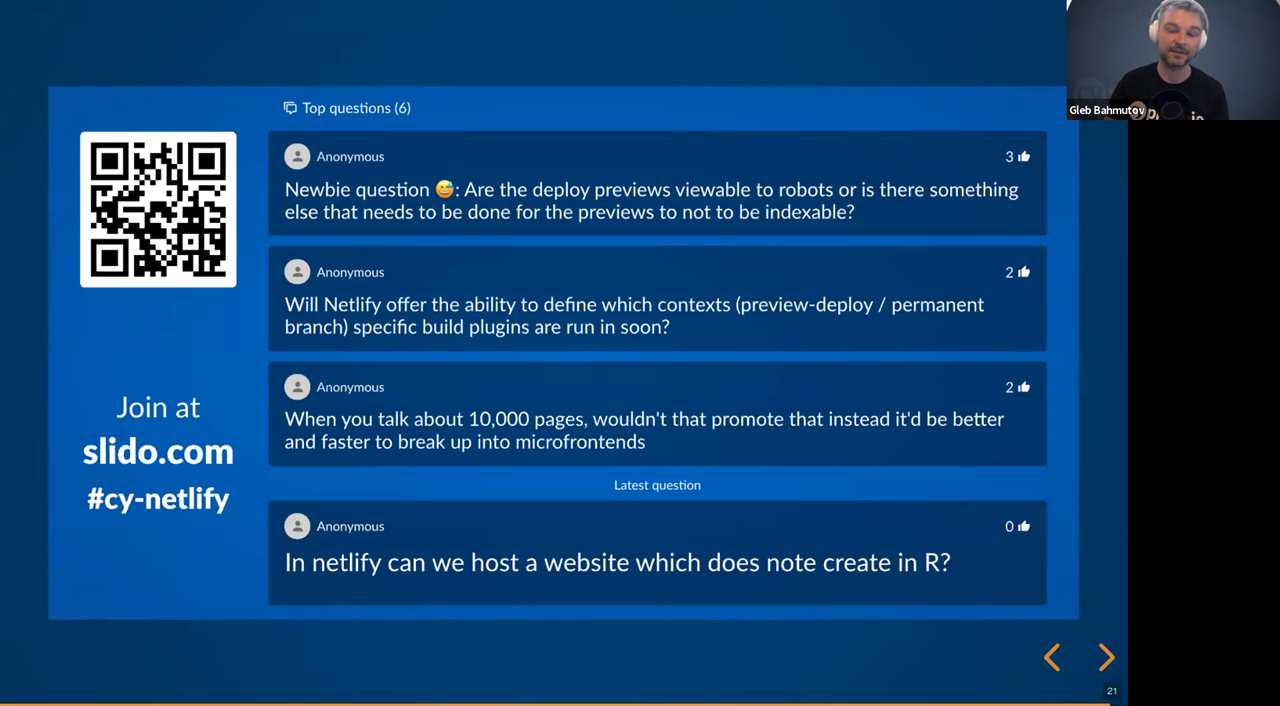 Top questions (6)
Anonymous
3
Newbie question 😅: Are the deploy previews viewable to robots or is there something
else that needs to be done for the previews to not to be indexable?
Anonymous
2
Will Netlify offer the ability to define which contexts (preview-deploy / permanent
branch) specific build plugins are run in soon?
Anonymous
2
When you talk about 10,000 pages, wouldn't that promote that instead it'd be better
and faster to break up into microfrontends
Latest question
Anonymous
0
In netlify can we host a website which does note create in R?
Join at
slido.com
#cy-netlify
Gleb Bahmutov
21